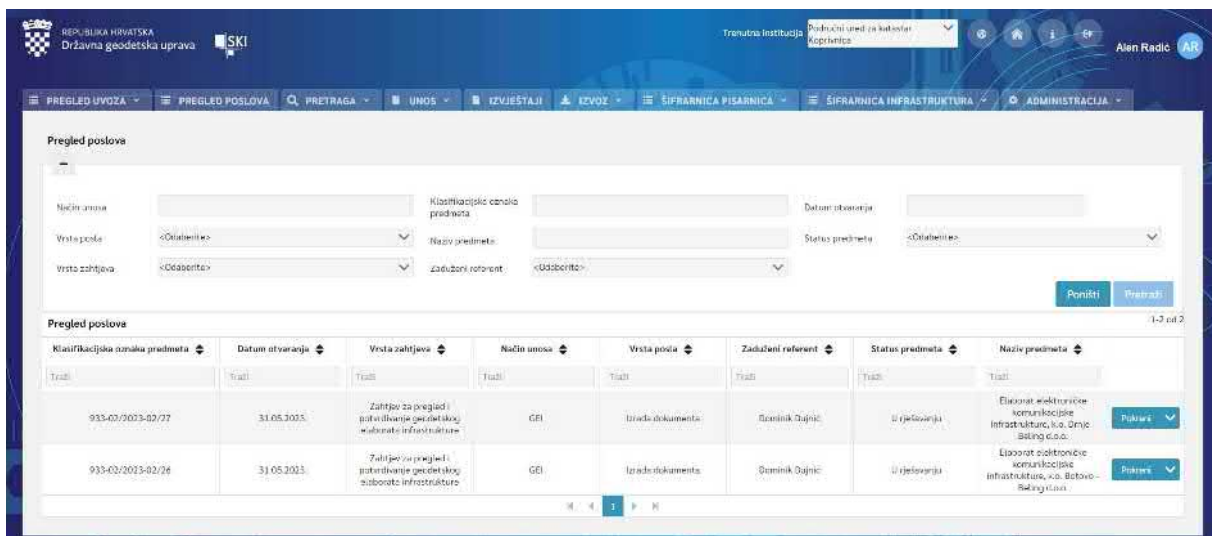 REPUBLIKA HRVATSKA
Državna geodetska uprava
SKI
Trenutna institucija
Područni ured za katastar
Koprivnica
Alen Radić AR
PREGLED UVOZA
PREGLED POSLOVA
PRETRAGA
UNOS
IZVJEŠTAJI
IZVOZ
ŠIFRARNICA PISARNICA
ŠIFRARNICA INFRASTRUKTURA
ADMINISTRACIJA
Pregled poslova
Način unosa
Klasifikacijska oznaka
predmeta
Datum otvaranja
Vrsta posla <Odaberite>
Naziv predmeta
Status predmeta <Odaberite>
Vrsta zahtjeva <Odaberite>
Zaduženi referent <Odaberite>
Poništi Pretraži
Pregled poslova
1-2 od 2
Klasifikacijska oznaka predmeta Datum otvaranja Vrsta zahtjeva Način unosa Vrsta posla Zaduženi referent Status predmeta Naziv predmeta
Traži Traži Traži Traži Traži Traži Traži Traži
933-02/2023-02/27
31.05.2023.
Zahtjev za pregled i
potvrđivanje geodetskog
elaborata infrastrukture
GEI
Izrada dokumenta
Dominik Dujnić
U rješavanju
Elaborat elektroničke
komunikacijske
infrastrukture, k.o. Drnje -
Beling d.o.o.
Pokreni
933-02/2023-02/26
31.05.2023.
Zahtjev za pregled i
potvrđivanje geodetskog
elaborata infrastrukture
GEI
Izrada dokumenta
Dominik Dujnić
U rješavanju
Elaborat elektroničke
komunikacijske
infrastrukture, k.o. Botovo -
Beling d.o.o.
Pokreni
1